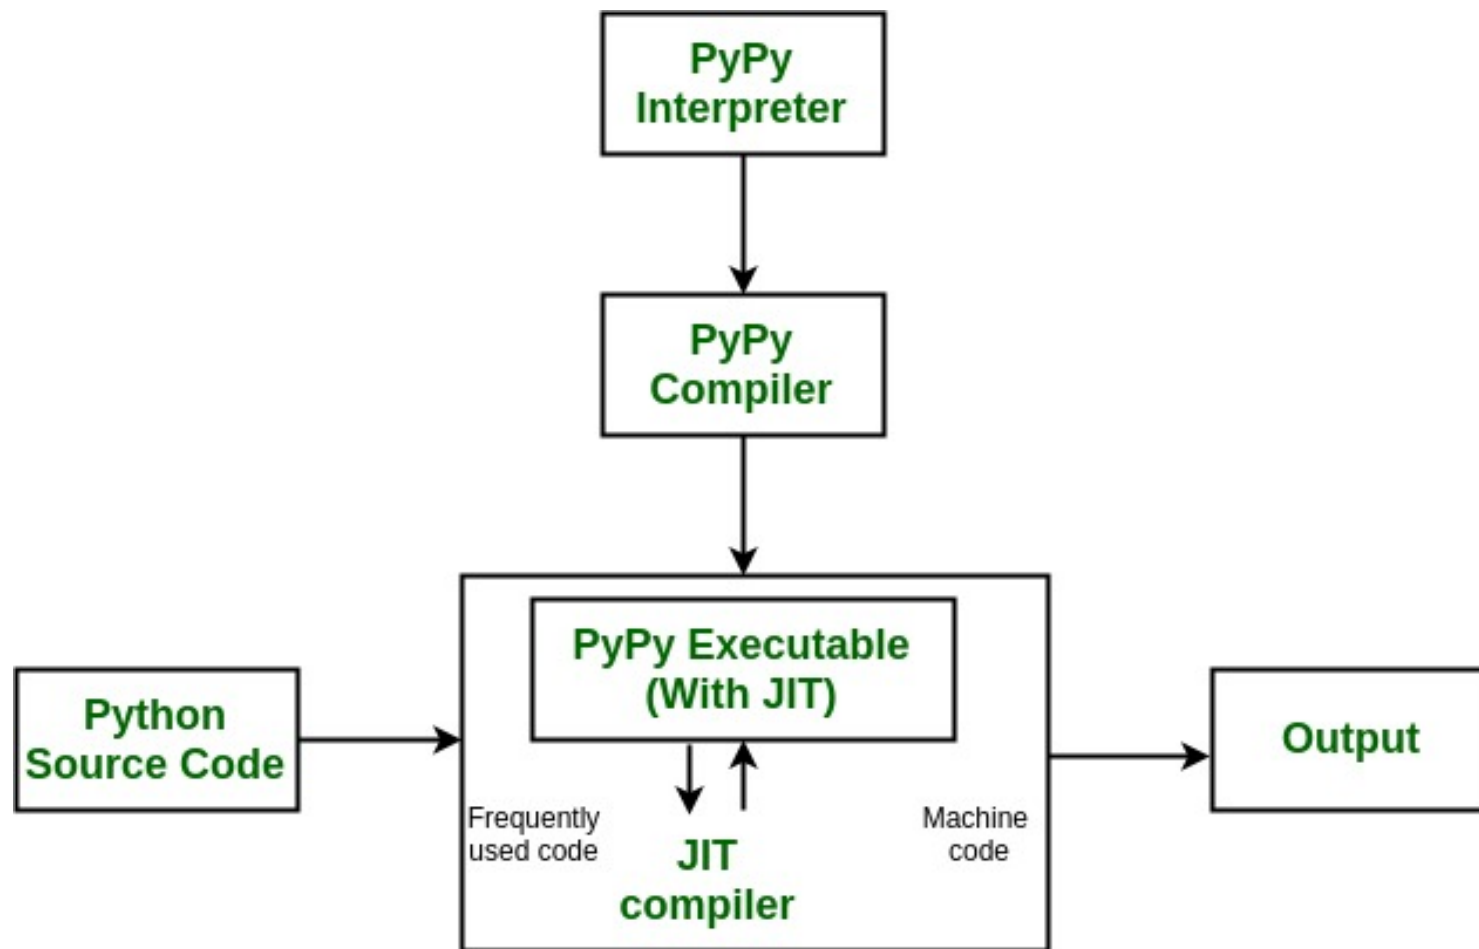 PyPy
Interpreter
PyPy
Compiler
PyPy Executable
(With JIT)
Python
Source Code
Output
Frequently
used code
JIT
compiler
Machine
code